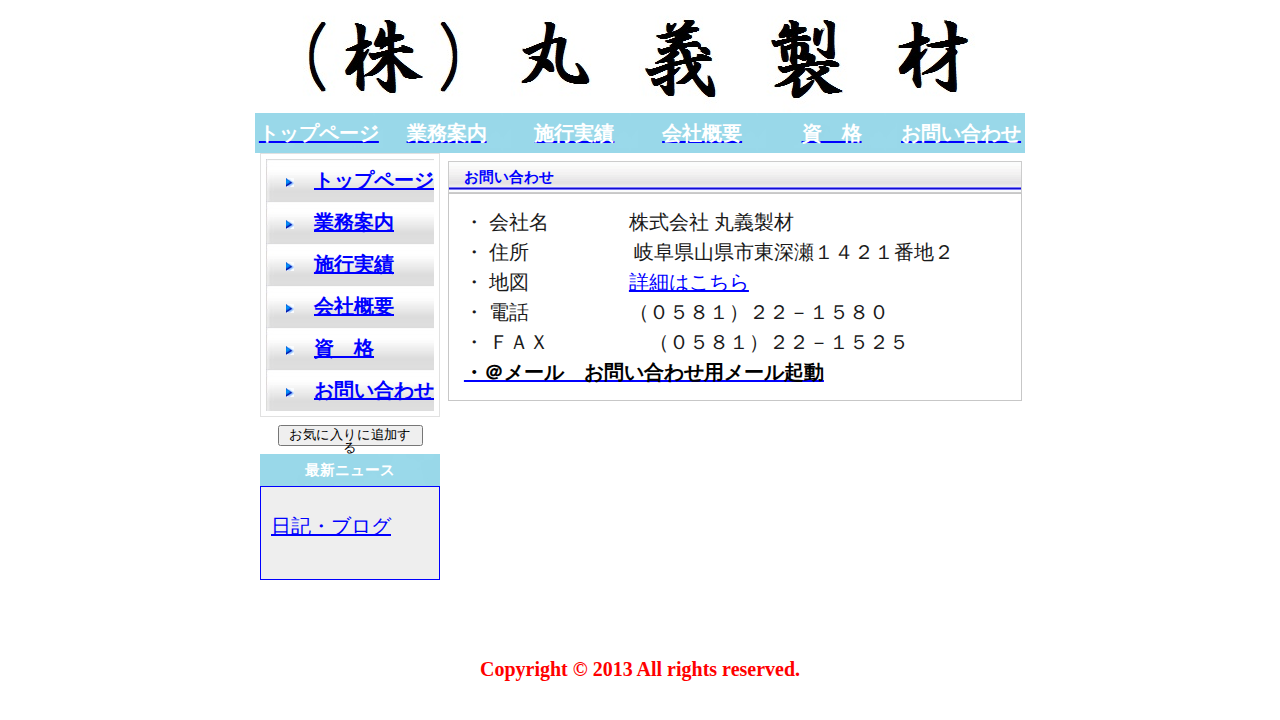 （株）丸義製材
トップページ 業務案内 施行実績 会社概要 資　格 お問い合わせ
トップページ
業務案内
施行実績
会社概要
資　格
お問い合わせ
お気に入りに追加す
る
最新ニュース
日記・ブログ
お問い合わせ
・ 会社名 株式会社 丸義製材
・ 住所 岐阜県山県市東深瀬１４２１番地２
・ 地図 詳細はこちら
・ 電話 （０５８１）２２－１５８０
・ ＦＡＸ （０５８１）２２－１５２５
・＠メール　お問い合わせ用メール起動
Copyright © 2013 All rights reserved.